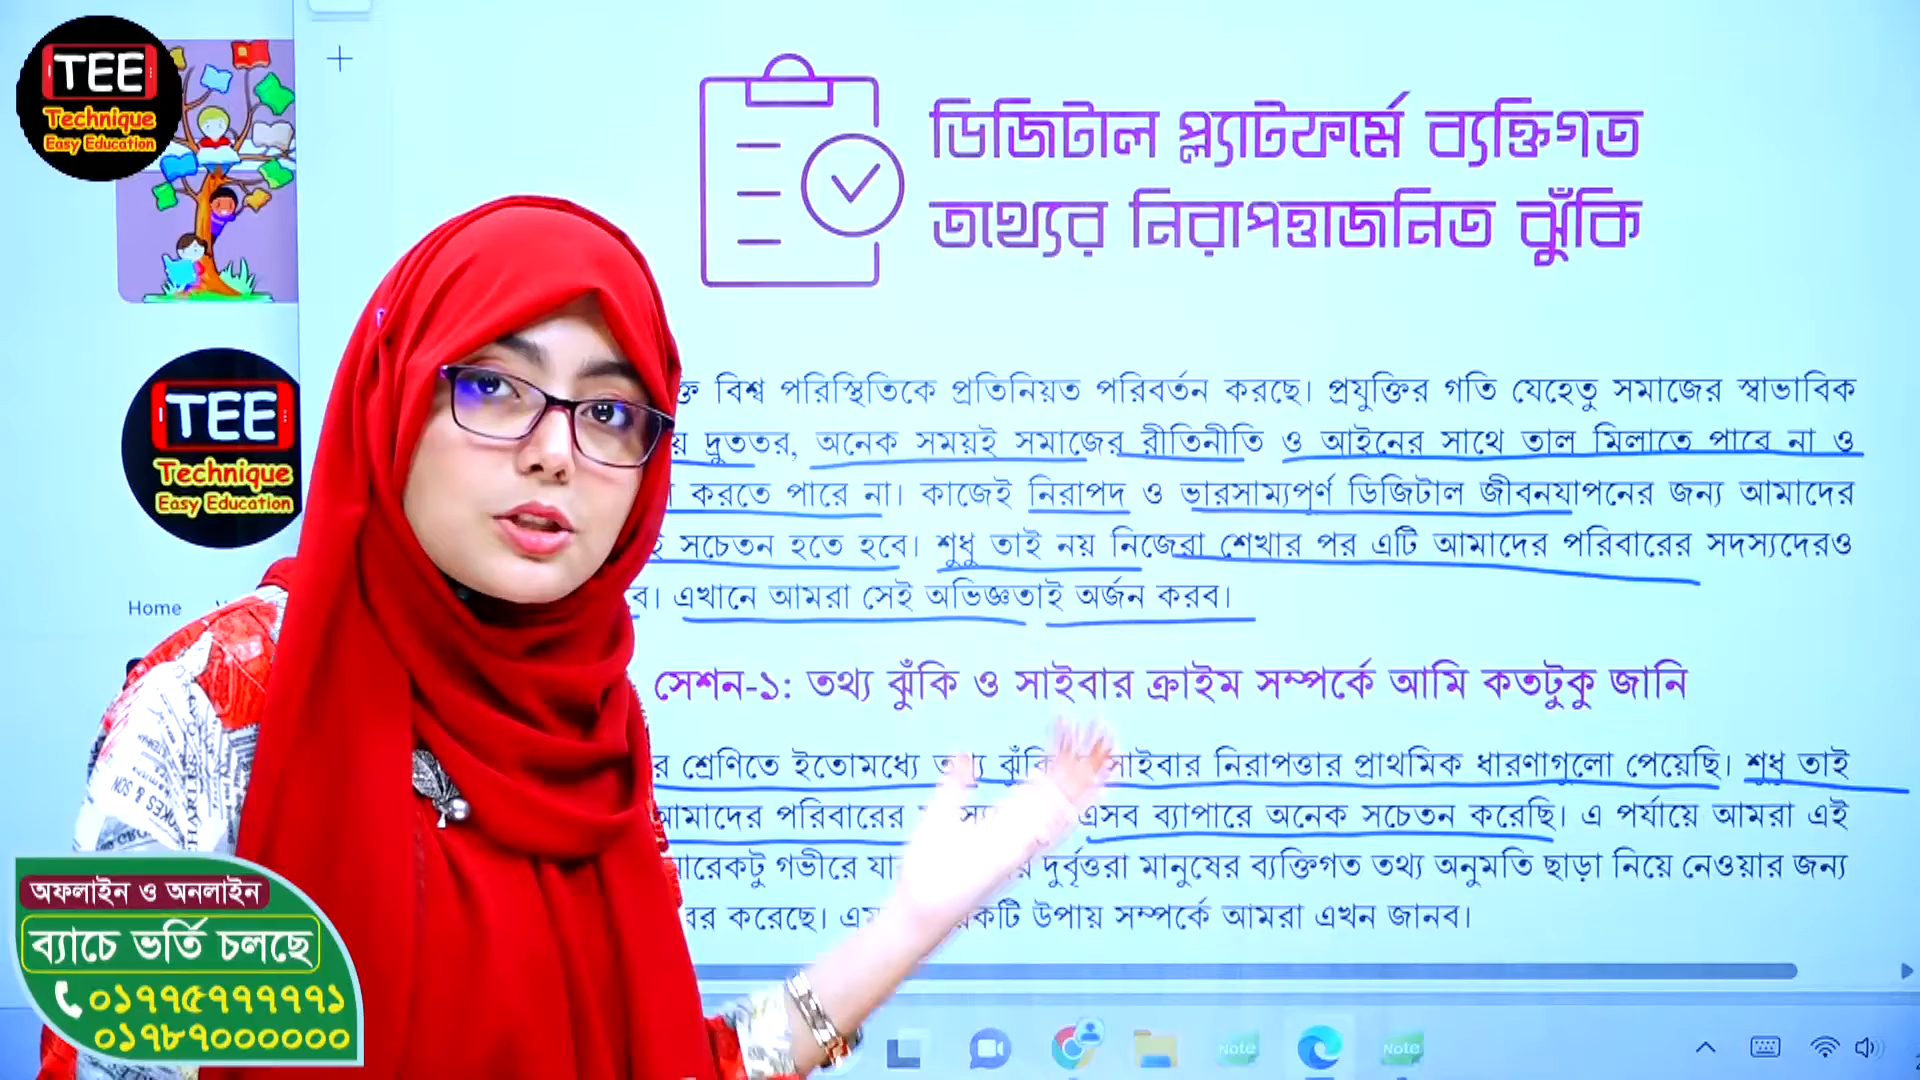 TEE
Technique
Easy Education
ডিজিটাল প্ল্যাটফর্মে ব্যক্তিগত
তথ্যের নিরাপত্তাজনিত ঝুঁকি
TEE
Technique
Easy Education
Home
বিশ্ব পরিস্থিতিকে প্রতিনিয়ত পরিবর্তন করছে। প্রযুক্তির গতি যেহেতু সমাজের স্বাভাবিক
দ্রুততর, অনেক সময়ই সমাজের রীতিনীতি ও আইনের সাথে তাল মিলাতে পারে না ও
করতে পারে না। কাজেই নিরাপদ ও ভারসাম্যপূর্ণ ডিজিটাল জীবনযাপনের জন্য আমাদের
সচেতন হতে হবে। শুধু তাই নয় নিজেরা শেখার পর এটি আমাদের পরিবারের সদস্যদেরও
এখানে আমরা সেই অভিজ্ঞতাই অর্জন করব।
সেশন-১: তথ্য ঝুঁকি ও সাইবার ক্রাইম সম্পর্কে আমি কতটুকু জানি
শ্রেণিতে ইতোমধ্যে তথ্য ঝুঁকি সাইবার নিরাপত্তার প্রাথমিক ধারণাগুলো পেয়েছি। শুধু তাই
আমাদের পরিবারের এসব ব্যাপারে অনেক সচেতন করেছি। এ পর্যায়ে আমরা এই
গভীরে দুর্বৃত্তরা মানুষের ব্যক্তিগত তথ্য অনুমতি ছাড়া নিয়ে নেওয়ার জন্য
করেছে। উপায় সম্পর্কে আমরা এখন জানব।
অফলাইন ও অনলাইন
ব্যাচে ভর্তি চলছে
০১৭৭৫৭৭৭৭৭১
০১৭৮৭০০০০০০
Note
Note